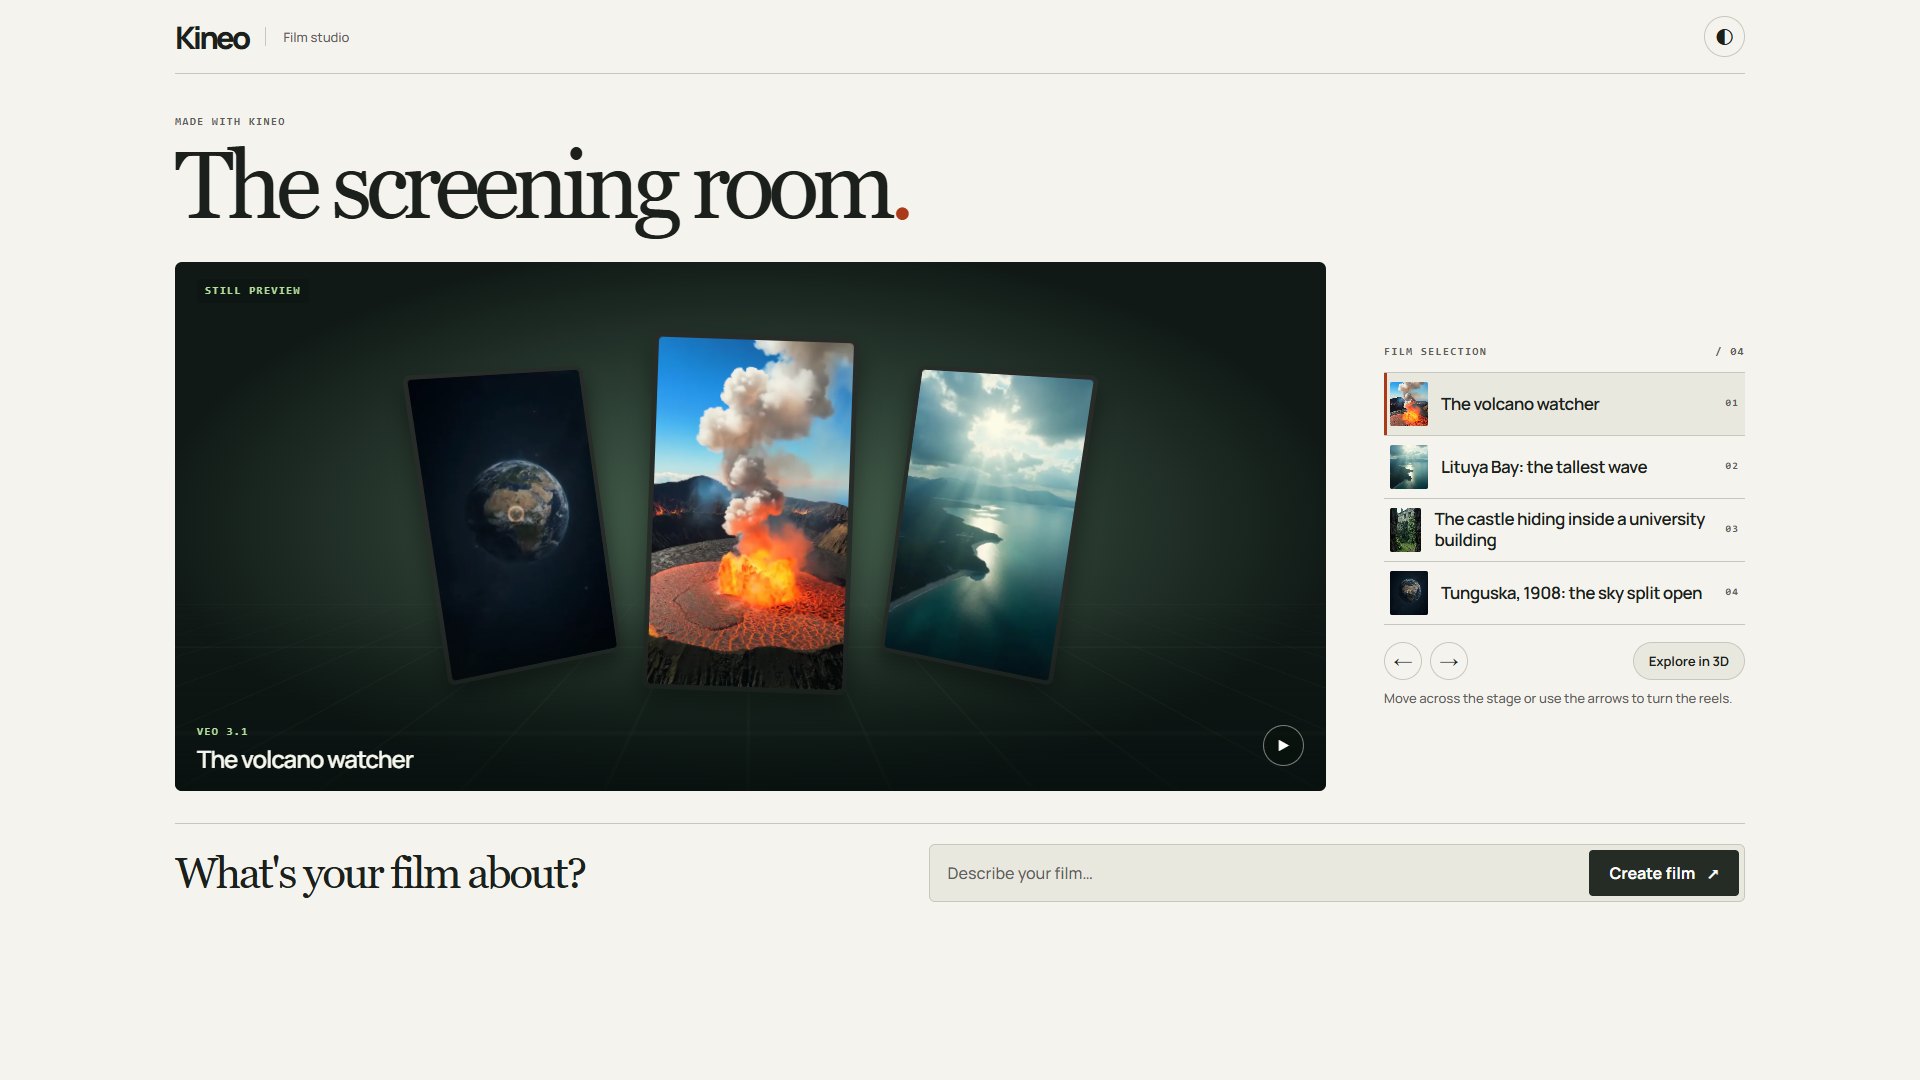 Kineo
Film studio
MADE WITH KINEO
The screening room.
STILL PREVIEW
VEO 3.1
The volcano watcher
FILM SELECTION
/ 04
The volcano watcher
01
Lituya Bay: the tallest wave
02
The castle hiding inside a university
building
03
Tunguska, 1908: the sky split open
04
← →
Explore in 3D
Move across the stage or use the arrows to turn the reels.
What's your film about?
Describe your film…
Create film ↗